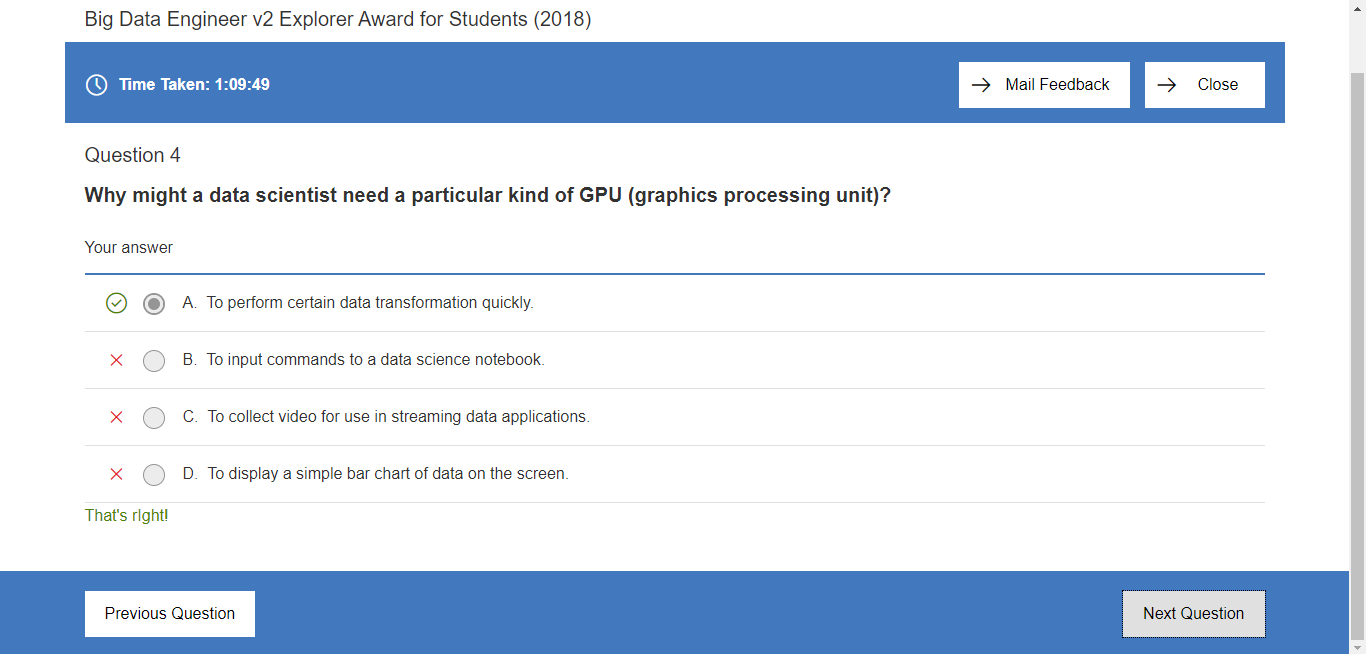 Big Data Engineer v2 Explorer Award for Students (2018)
Time Taken: 1:09:49
Mail Feedback
Close
Question 4
Why might a data scientist need a particular kind of GPU (graphics processing unit)?
Your answer
A. To perform certain data transformation quickly.
B. To input commands to a data science notebook.
C. To collect video for use in streaming data applications.
D. To display a simple bar chart of data on the screen.
That's right!
Previous Question
Next Question